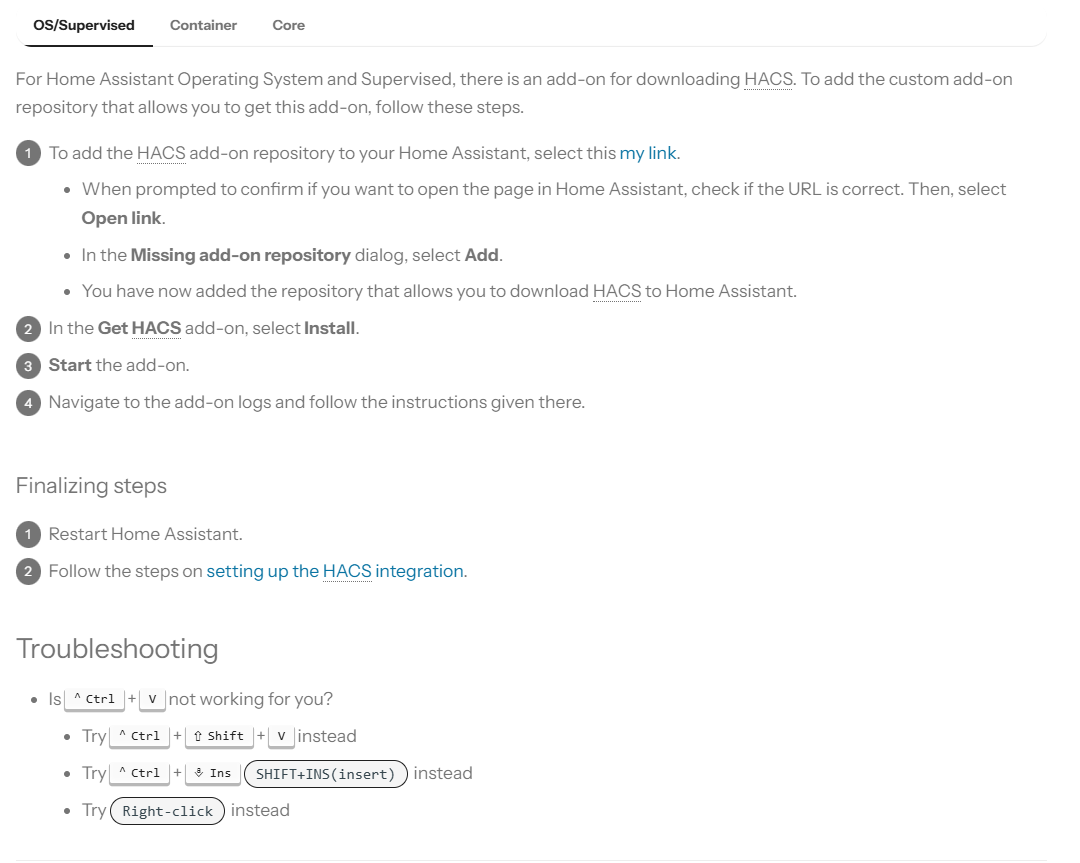 OS/Supervised Container Core
For Home Assistant Operating System and Supervised, there is an add-on for downloading HACS. To add the custom add-on
repository that allows you to get this add-on, follow these steps.
1 To add the HACS add-on repository to your Home Assistant, select this my link.
• When prompted to confirm if you want to open the page in Home Assistant, check if the URL is correct. Then, select
Open link.
• In the Missing add-on repository dialog, select Add.
• You have now added the repository that allows you to download HACS to Home Assistant.
2 In the Get HACS add-on, select Install.
3 Start the add-on.
4 Navigate to the add-on logs and follow the instructions given there.
Finalizing steps
1 Restart Home Assistant.
2 Follow the steps on setting up the HACS integration.
Troubleshooting
• Is ⌃ Ctrl + V not working for you?
• Try ⌃ Ctrl + ⇧ Shift + V instead
• Try ⌃ Ctrl + ⎀ Ins SHIFT+INS(insert) instead
• Try Right-click instead